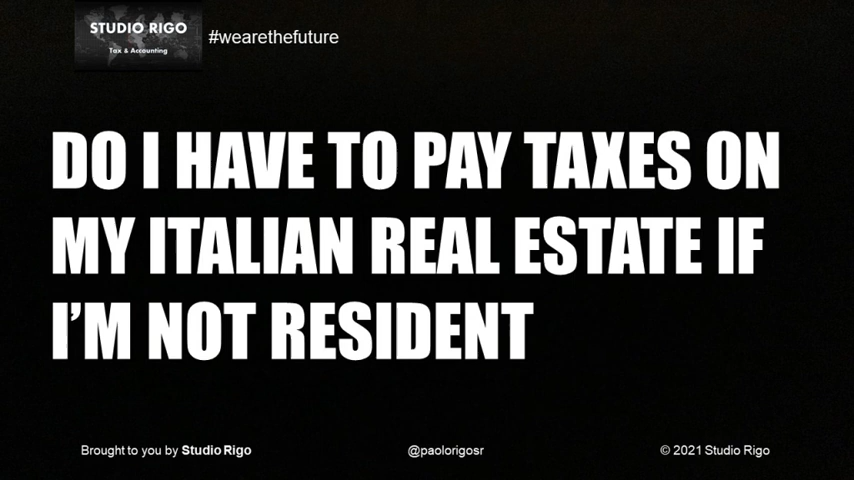 STUDIO RIGO
Tax & Accounting
#wearethefuture
DO I HAVE TO PAY TAXES ON
MY ITALIAN REAL ESTATE IF
I’M NOT RESIDENT
Brought to you by Studio Rigo
@paolorigosr
© 2021 Studio Rigo